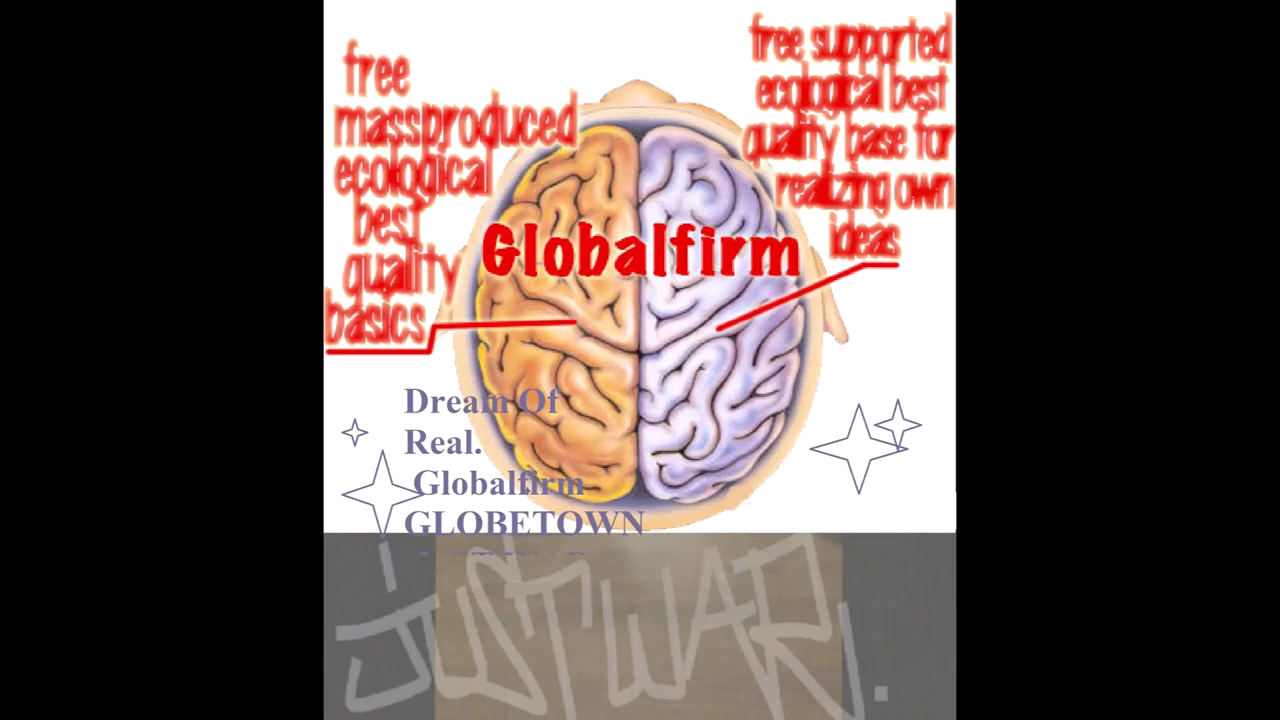 free
massproduced
ecological
best
quality
basics
free supported
ecological best
quality base for
realizing own
ideas
Globalfirm
Dream Of
Real.
Globalfirm
GLOBETOWN
JUST WAR
JUSTWAR.